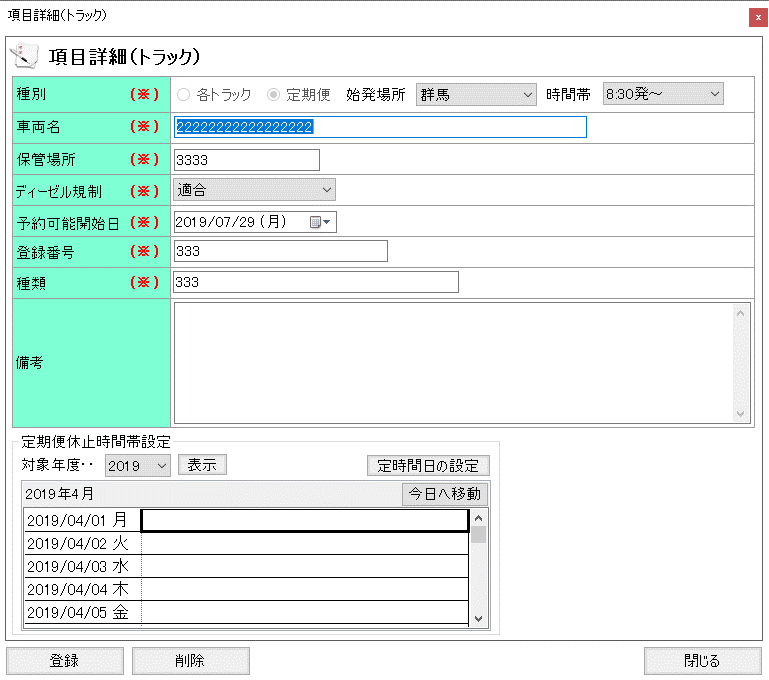 項目詳細(トラック)
x
項目詳細(トラック)
種別 (※) 各トラック 定期便 始発場所 群馬 時間帯 8:30発～
車両名 (※) 22222222222222222
保管場所 (※) 3333
ディーゼル規制 (※) 適合
予約可能開始日 (※) 2019/07/29 (月)
登録番号 (※) 333
種類 (※) 333
備考
定期便休止時間帯設定
対象年度‥ 2019 表示 定時間日の設定
2019年4月 今日へ移動
2019/04/01 月
2019/04/02 火
2019/04/03 水
2019/04/04 木
2019/04/05 金
登録 削除 閉じる